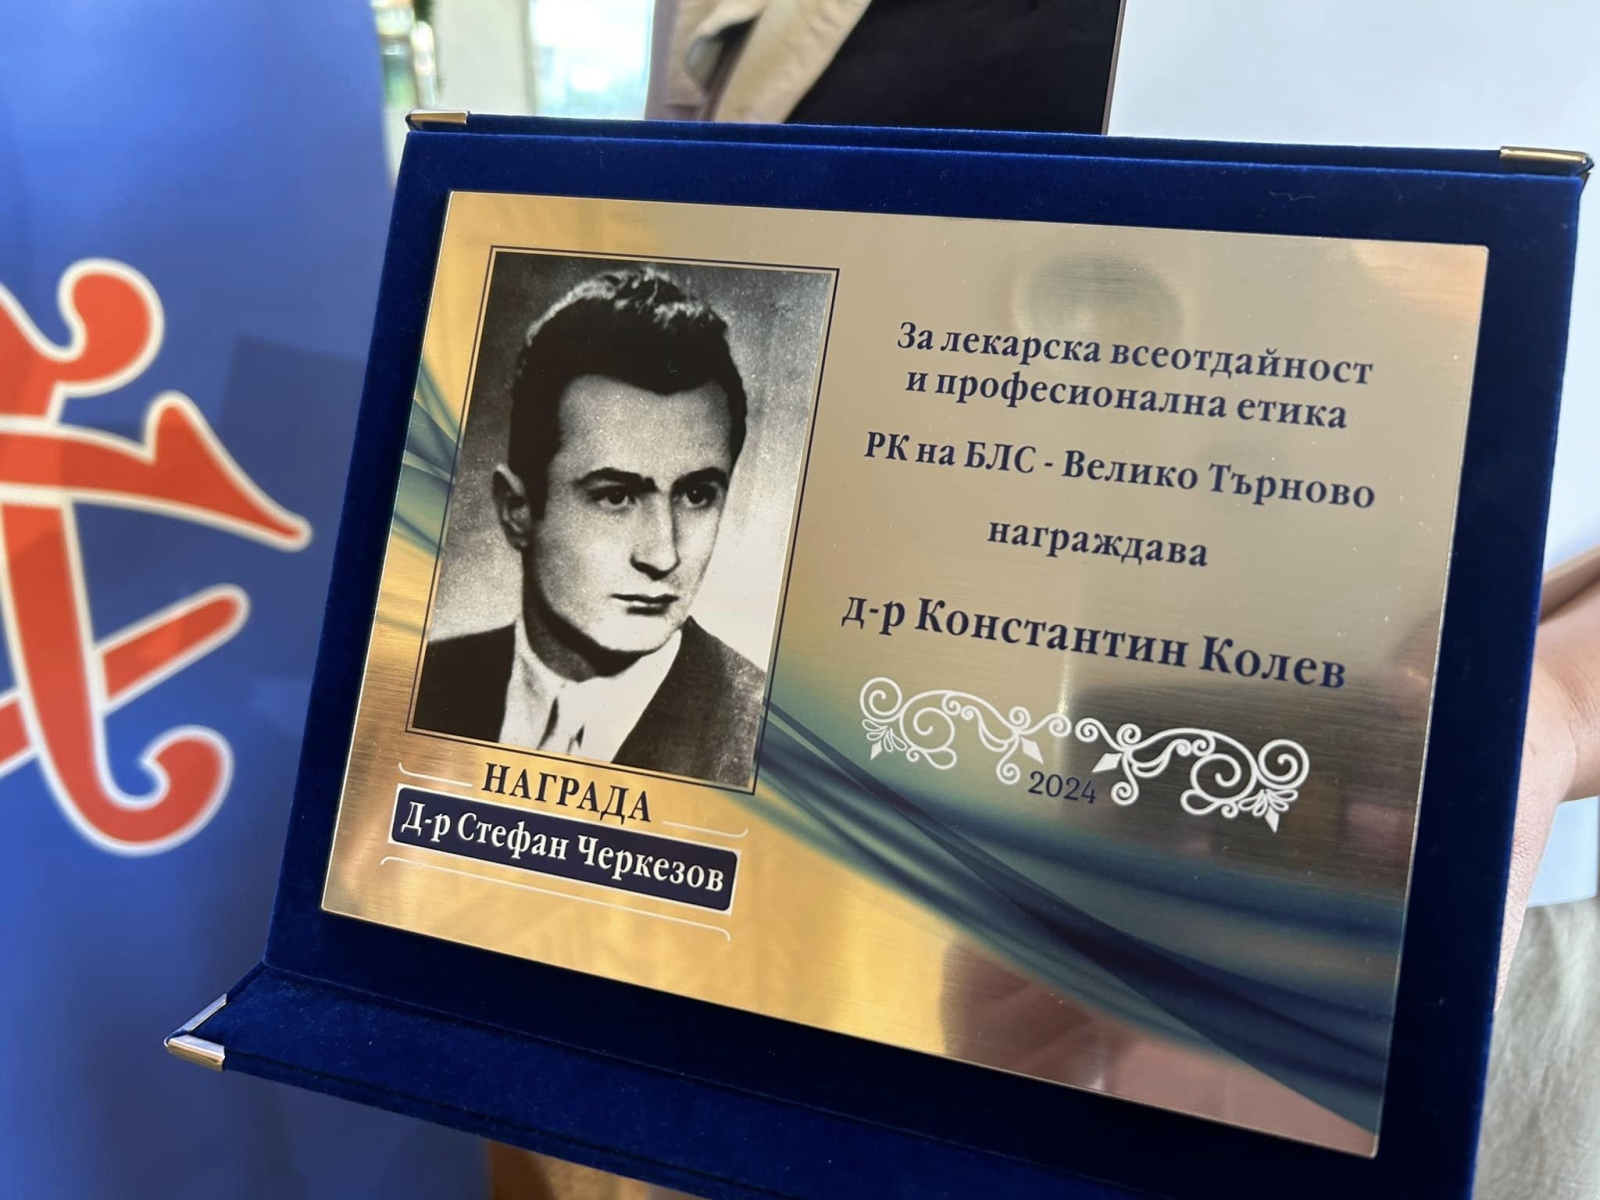 За лекарска всеотдайност
и професионална етика
РК на БЛС - Велико Търново
награждава
д-р Константин Колев
2024
НАГРАДА
Д-р Стефан Черкезов